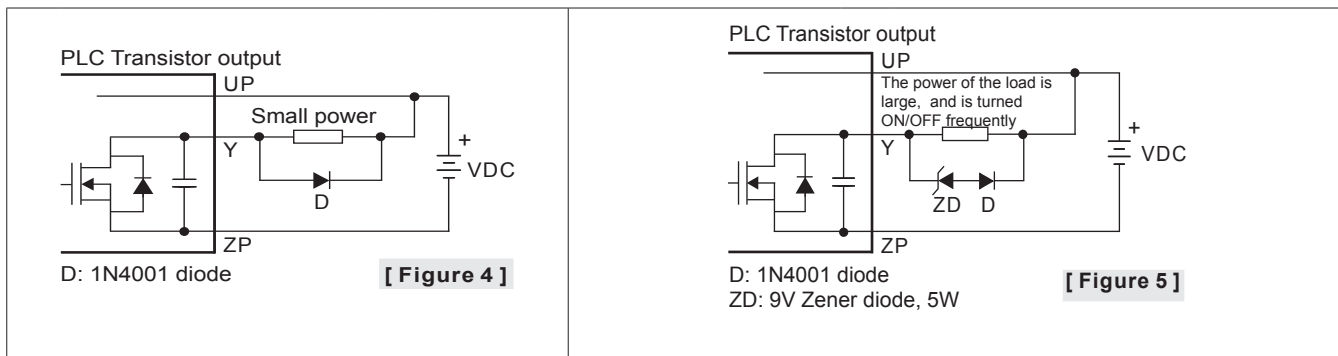 PLC Transistor output
UP
Small power
Y
+
VDC
D
ZP
D: 1N4001 diode
[ Figure 4 ]
PLC Transistor output
UP
The power of the load is
large, and is turned
ON/OFF frequently
Y
+
VDC
ZD D
ZP
D: 1N4001 diode
ZD: 9V Zener diode, 5W
[ Figure 5 ]